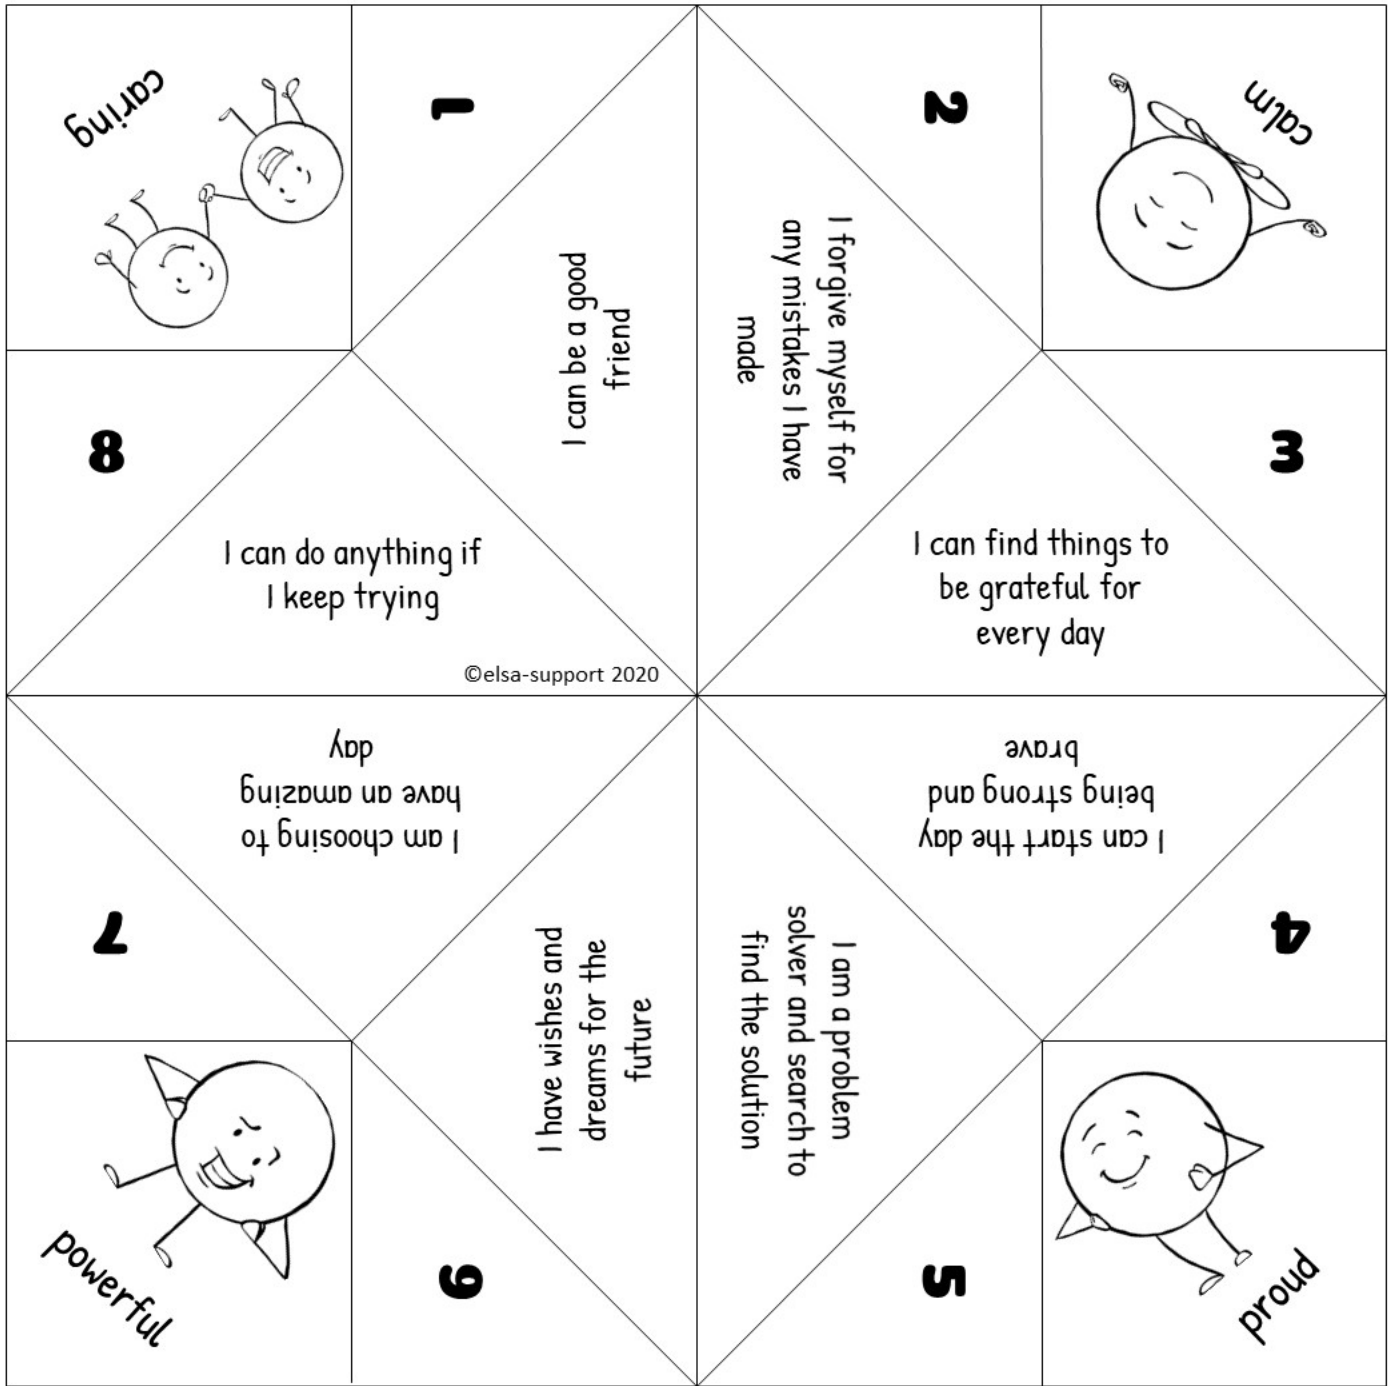 caring
1
2
calm
I can be a good
friend
I forgive myself for
any mistakes I have
made
8
3
I can do anything if
I keep trying
I can find things to
be grateful for
every day
©elsa-support 2020
I am choosing to
have an amazing
day
I can start the day
being strong and
brave
7
4
I have wishes and
dreams for the
future
I am a problem
solver and search to
find the solution
powerful
6
5
proud